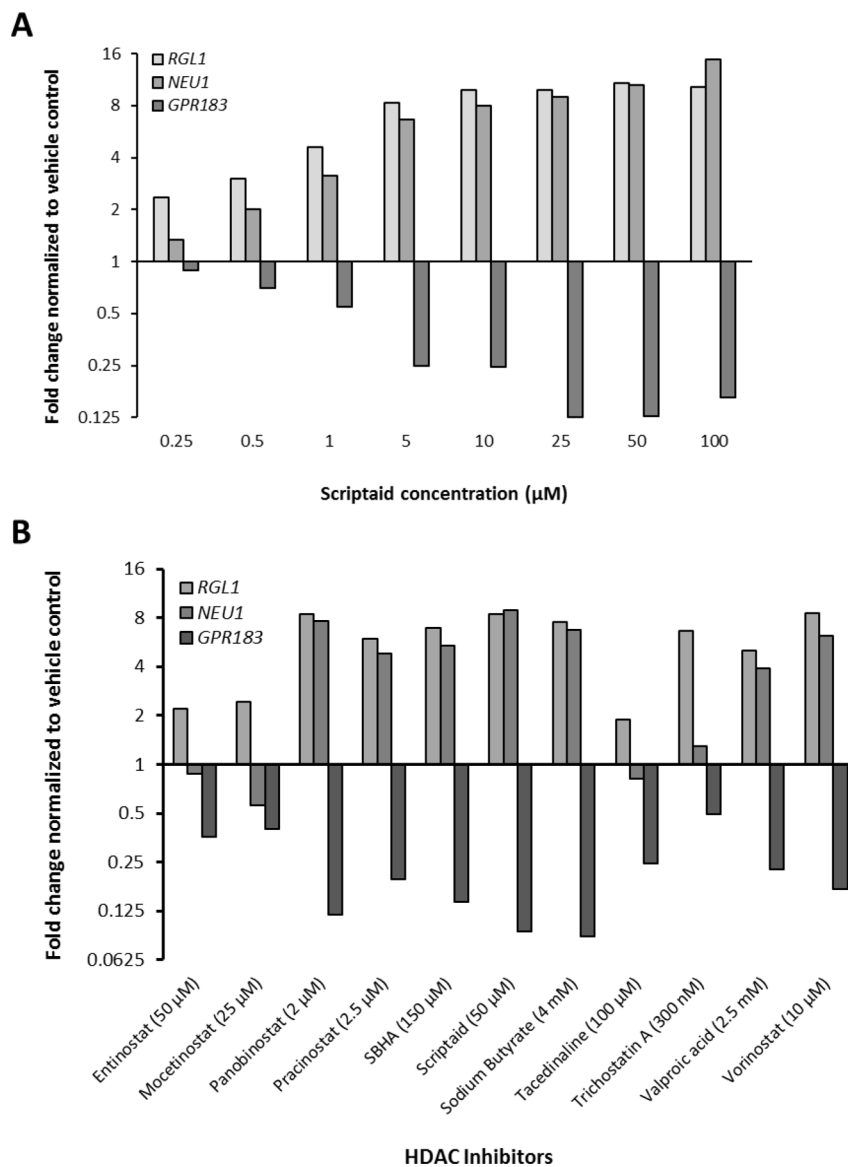 A
Fold change normalized to vehicle control
16
8
4
2
1
0.5
0.25
0.125
RGL1
NEU1
GPR183
0.25 0.5 1 5 10 25 50 100
Scriptaid concentration (µM)
B
Fold change normalized to vehicle control
16
8
4
2
1
0.5
0.25
0.125
0.0625
RGL1
NEU1
GPR183
Entinostat (50 µM)
Mocetinostat (25 µM)
Panobinostat (2 µM)
Pracinostat (2.5 µM)
SBHA (150 µM)
Scriptaid (50 µM)
Sodium Butyrate (4 mM)
Tacedinaline (100 µM)
Trichostatin A (300 nM)
Valproic acid (2.5 mM)
Vorinostat (10 µM)
HDAC Inhibitors